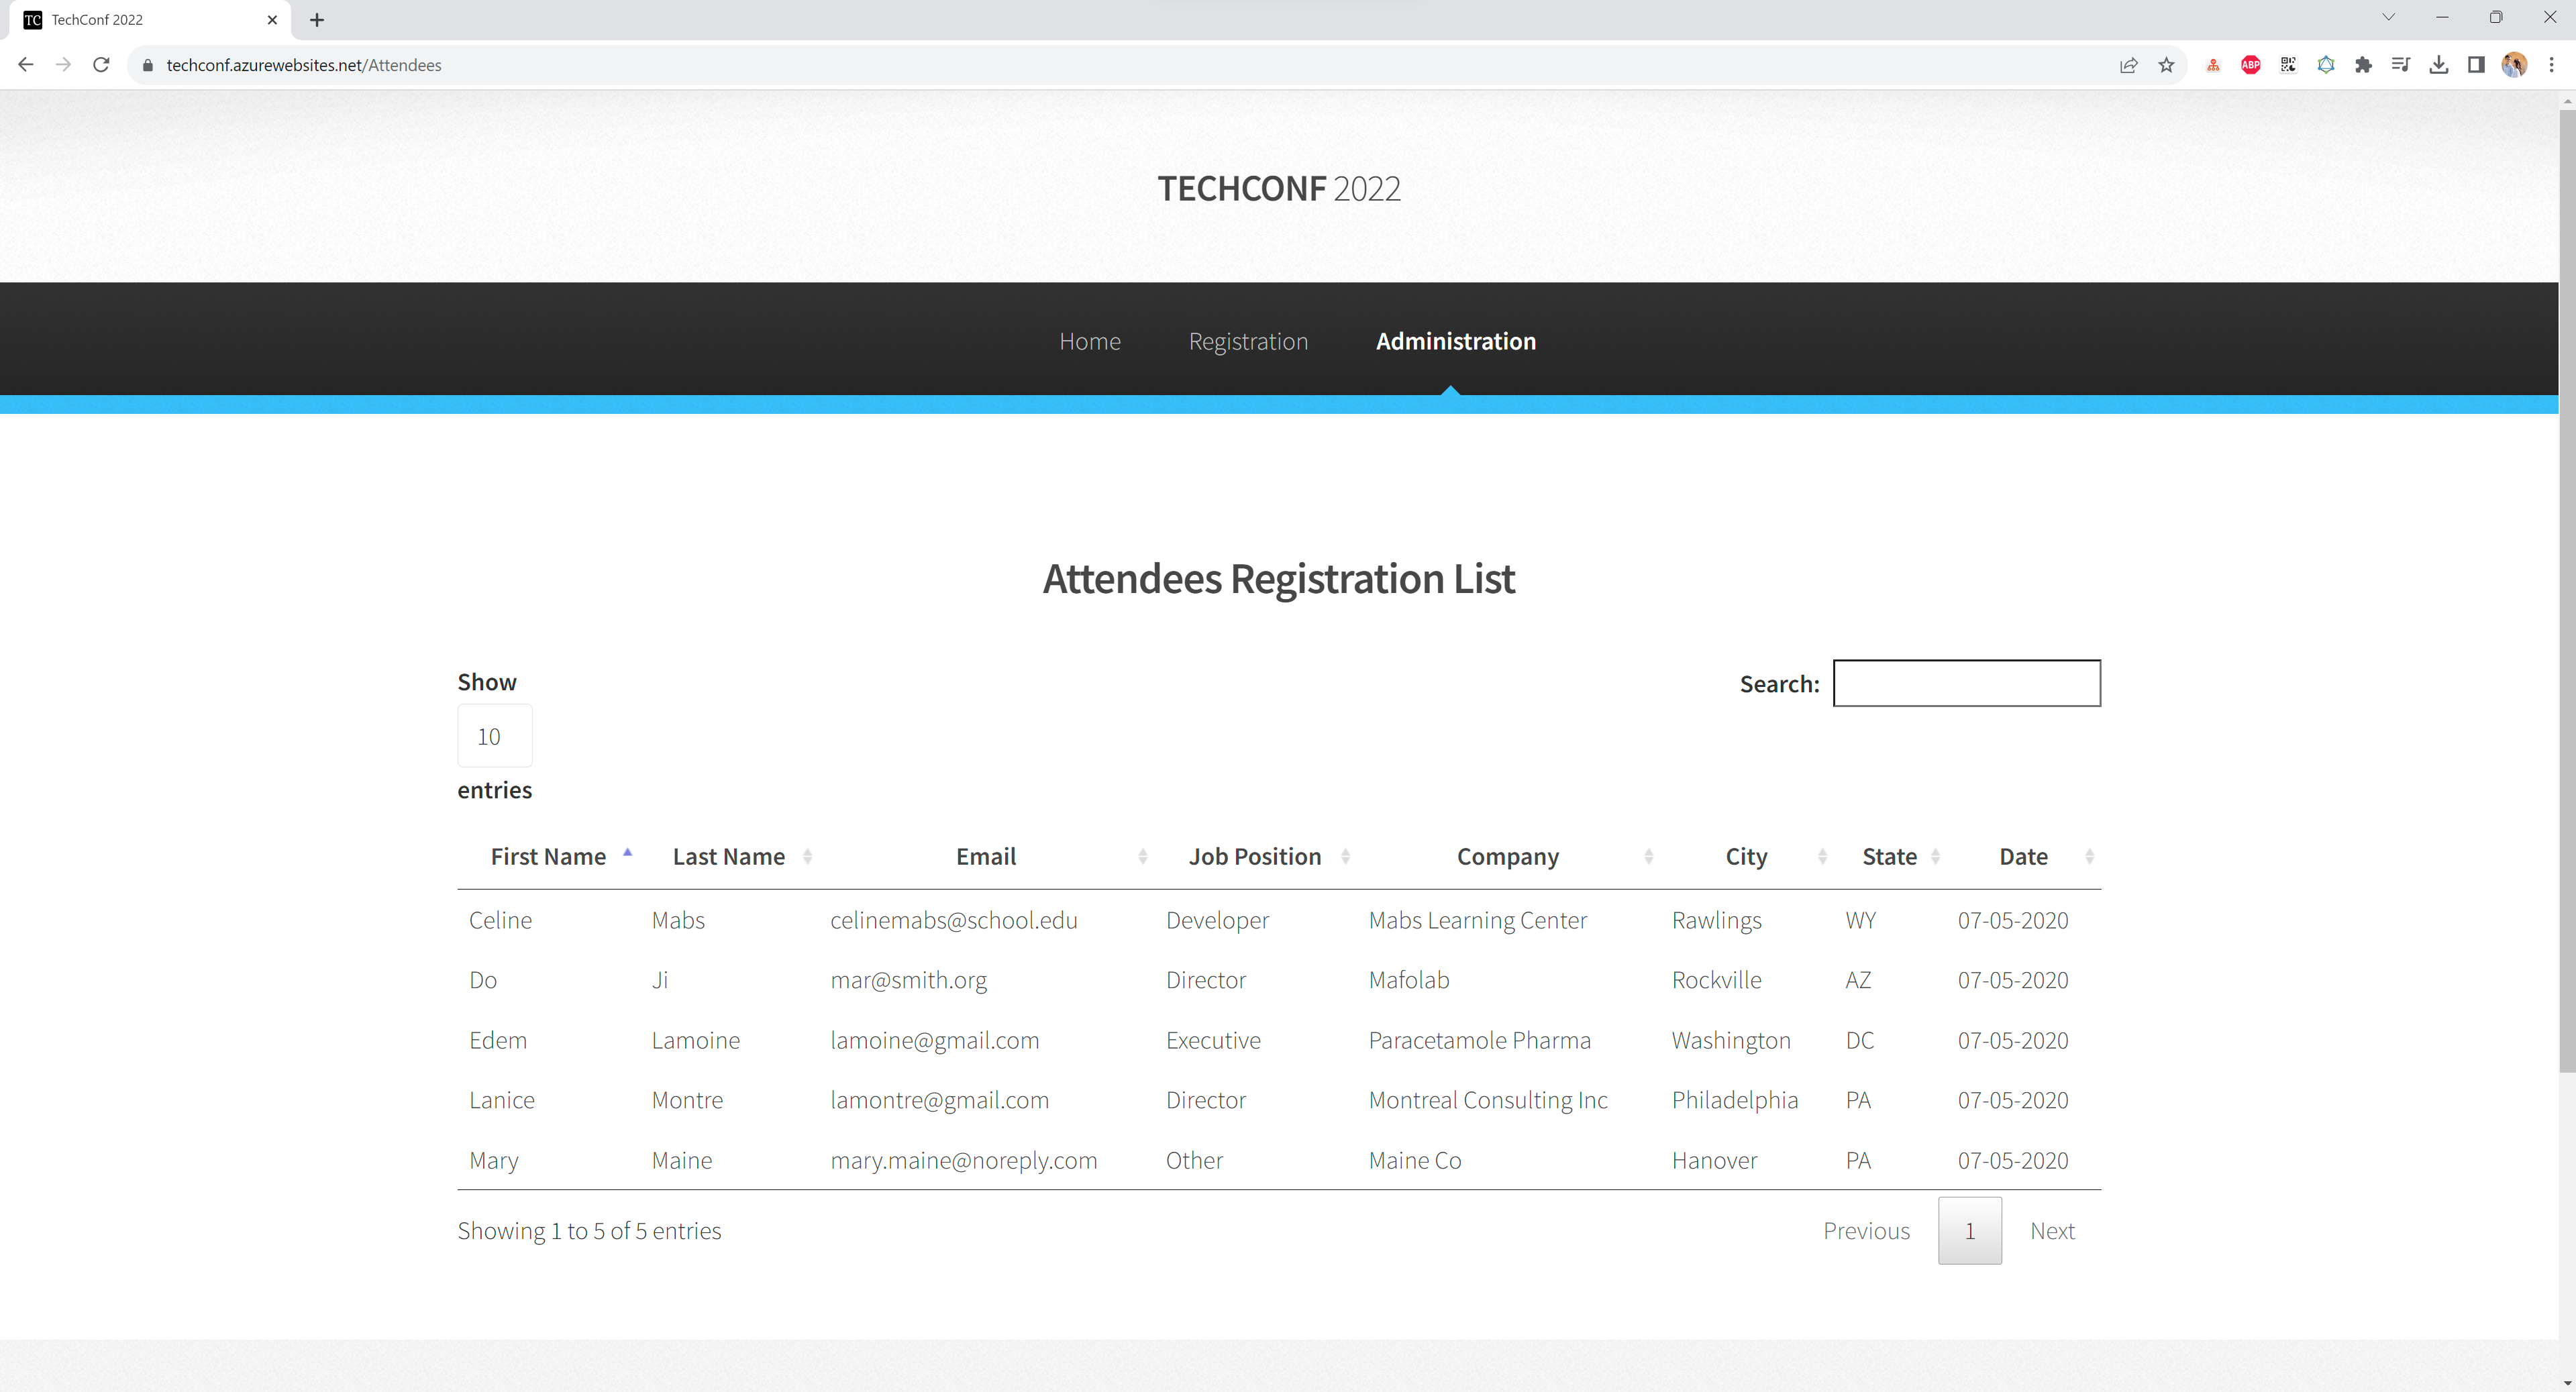 TC TechConf 2022
techconf.azurewebsites.net/Attendees
ABP
TECHCONF 2022
Home Registration Administration
Attendees Registration List
Show
10
entries
Search:
First Name Last Name Email Job Position Company City State Date
Celine Mabs celinemabs@school.edu Developer Mabs Learning Center Rawlings WY 07-05-2020
Do Ji mar@smith.org Director Mafolab Rockville AZ 07-05-2020
Edem Lamoine lamoine@gmail.com Executive Paracetamole Pharma Washington DC 07-05-2020
Lanice Montre lamontre@gmail.com Director Montreal Consulting Inc Philadelphia PA 07-05-2020
Mary Maine mary.maine@noreply.com Other Maine Co Hanover PA 07-05-2020
Showing 1 to 5 of 5 entries
Previous 1 Next